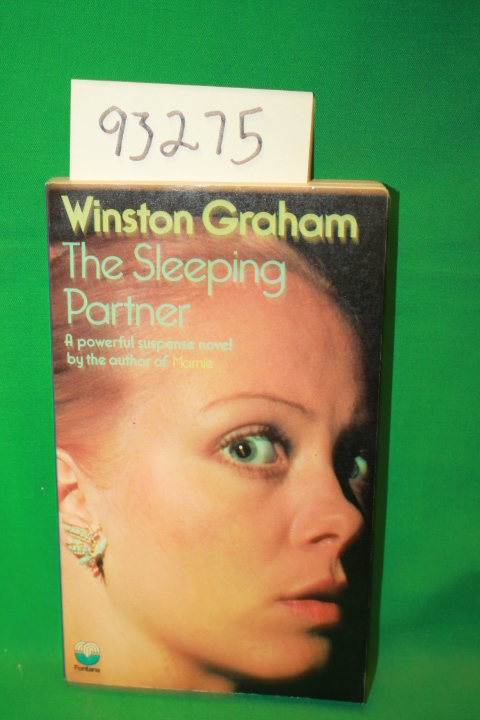 93275
Winston Graham
The Sleeping
Partner
A powerful suspense novel
by the author of Marnie
Fontana